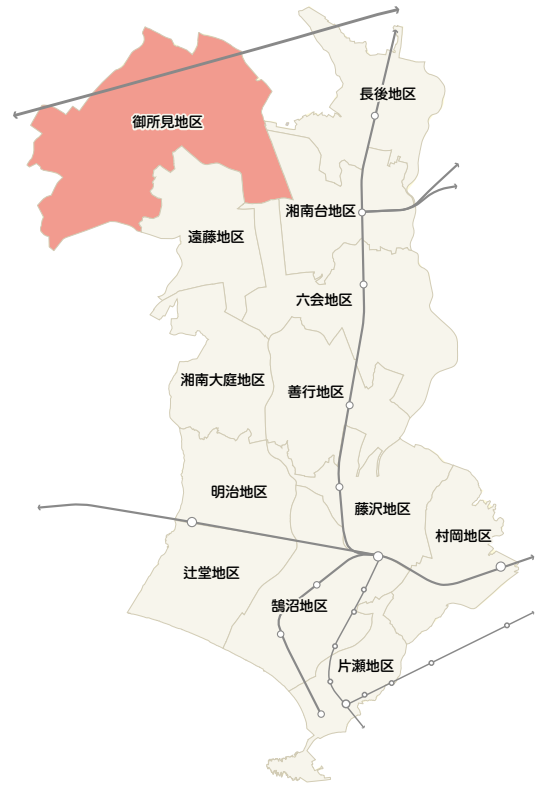 長後地区
御所見地区
湘南台地区
遠藤地区
六会地区
湘南大庭地区
善行地区
明治地区
藤沢地区
村岡地区
辻堂地区
鵠沼地区
片瀬地区